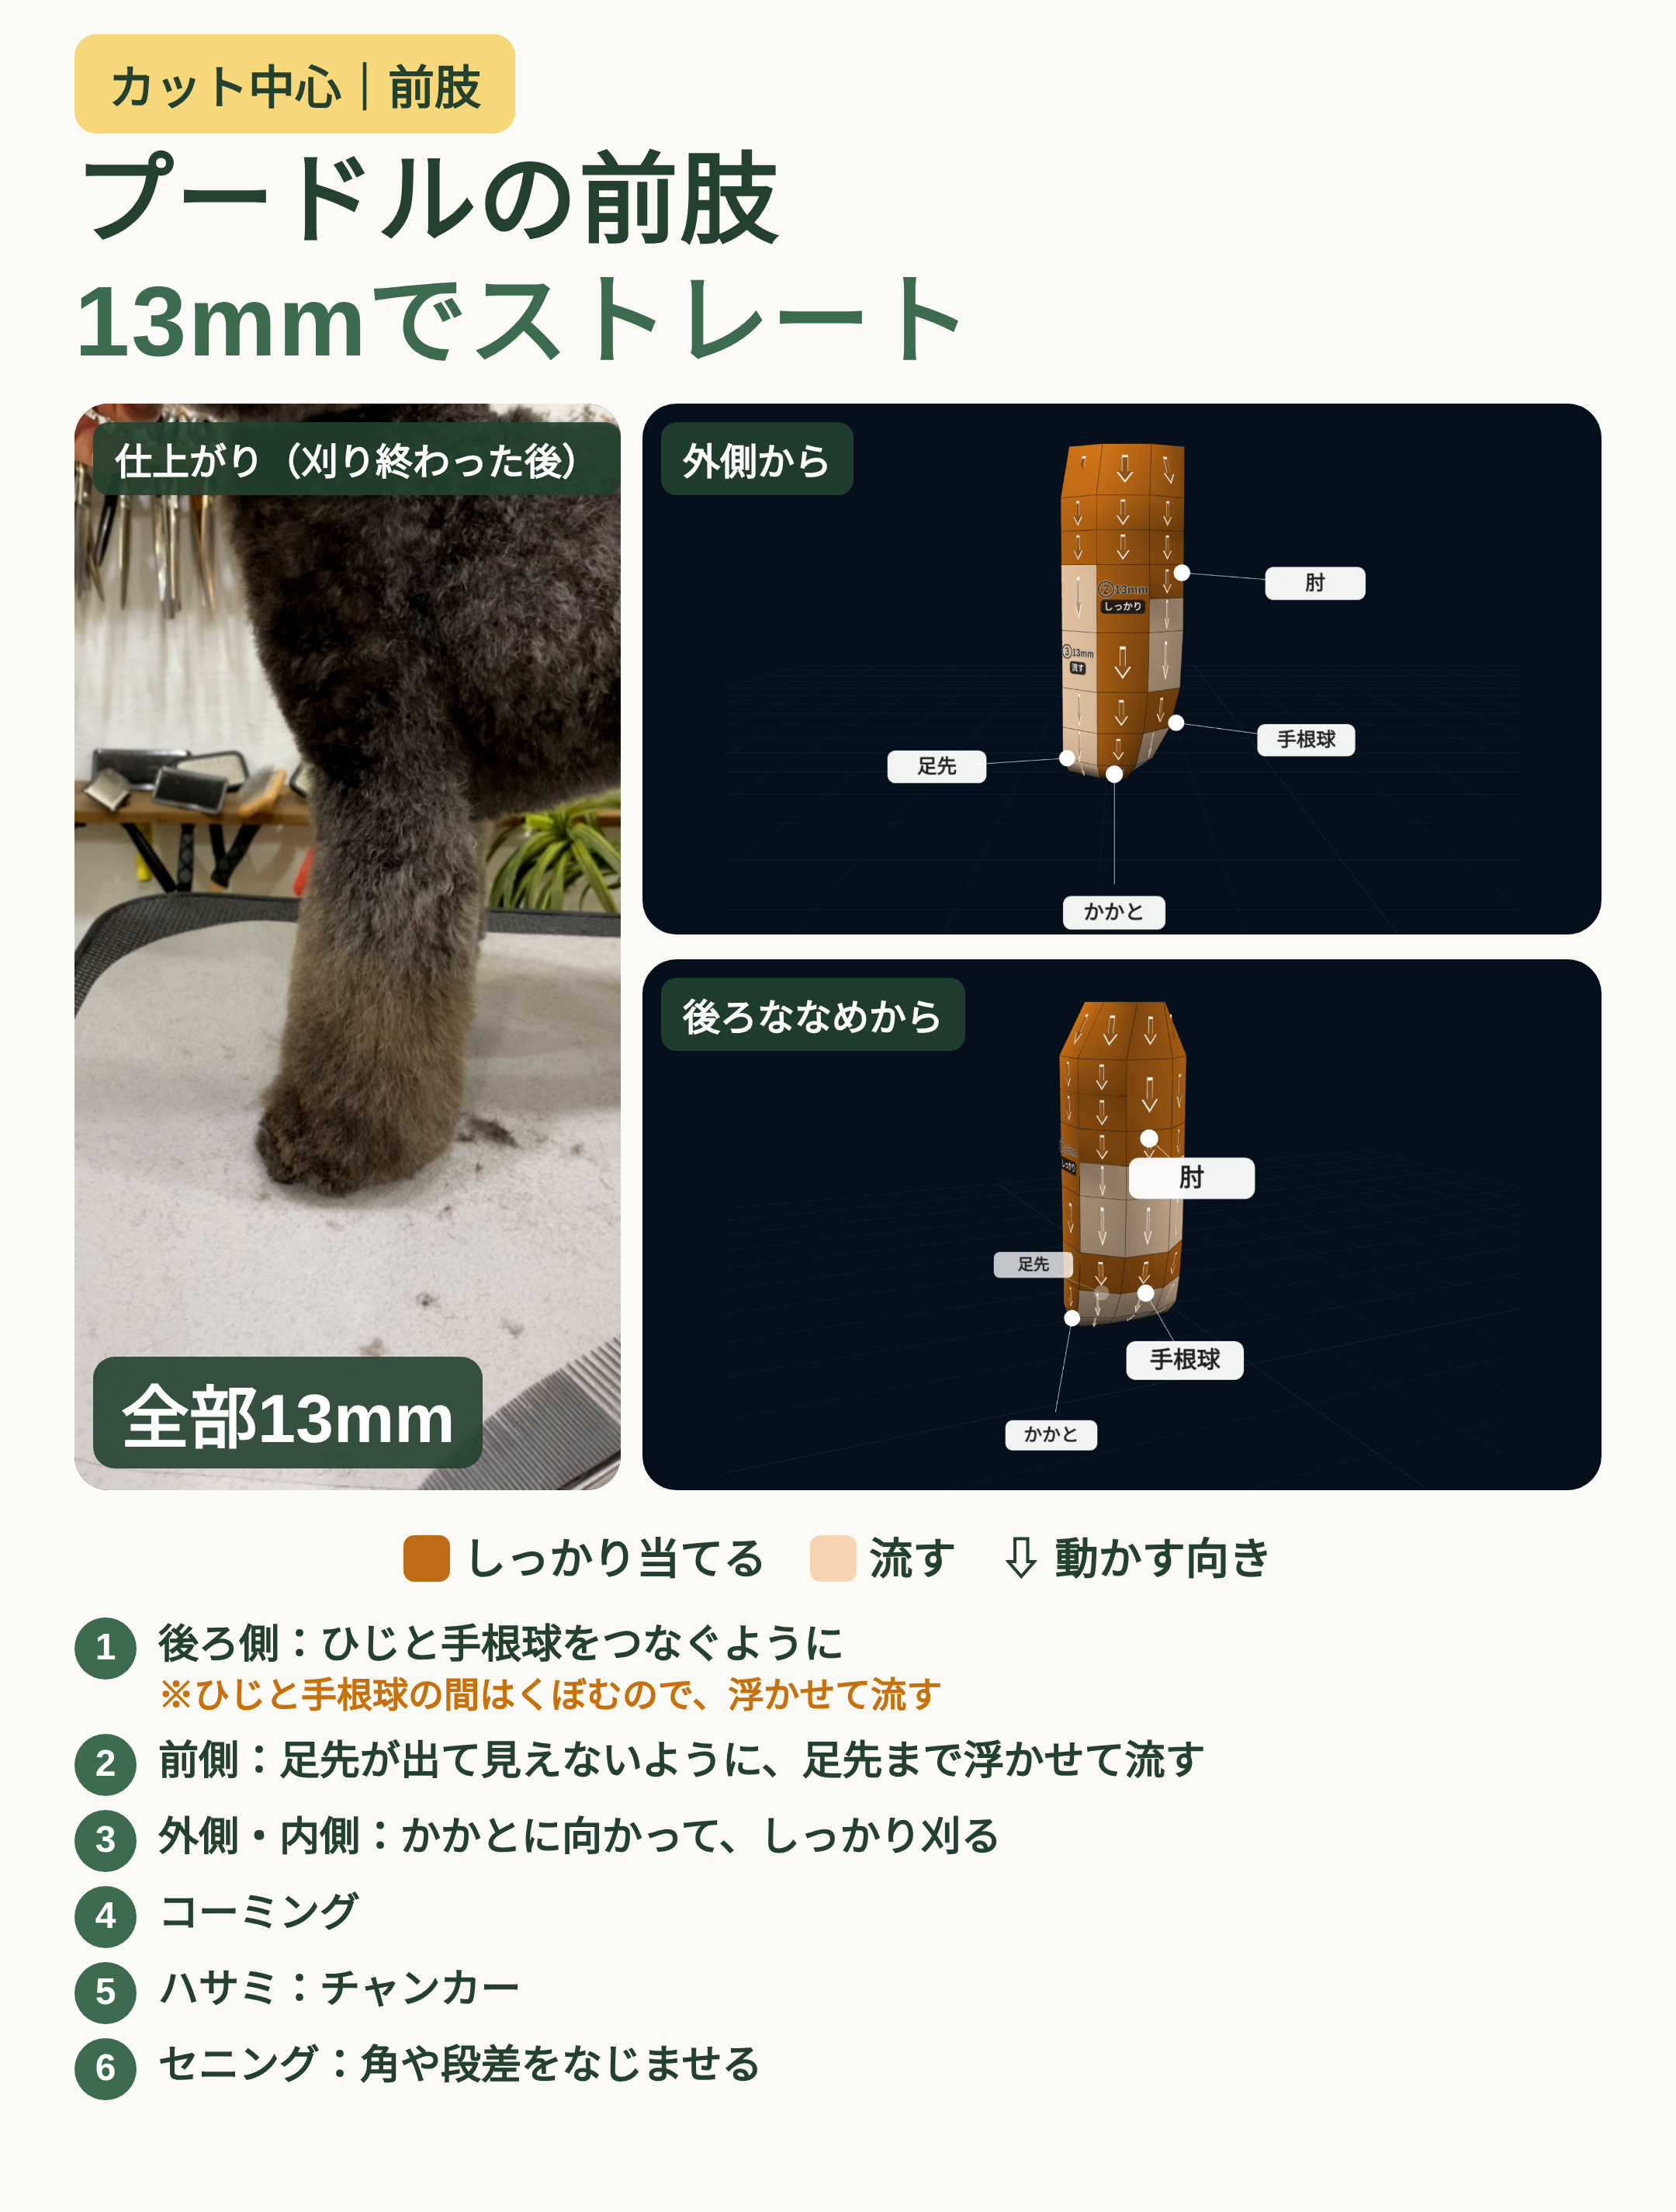 カット中心｜前肢
プードルの前肢
13mmでストレート
仕上がり（刈り終わった後）
全部13mm
外側から
②13mm
しっかり
③13mm
流す
肘
手根球
足先
かかと
後ろななめから
しっかり
肘
足先
手根球
かかと
しっかり当てる
流す
動かす向き
1 後ろ側：ひじと手根球をつなぐように
※ひじと手根球の間はくぼむので、浮かせて流す
2 前側：足先が出て見えないように、足先まで浮かせて流す
3 外側・内側：かかとに向かって、しっかり刈る
4 コーミング
5 ハサミ：チャンカー
6 セニング：角や段差をなじませる